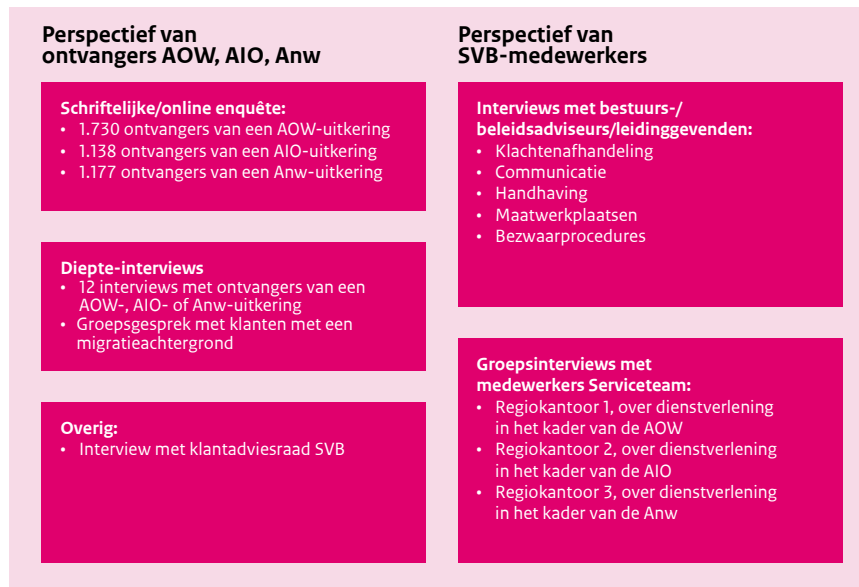 Perspectief van
ontvangers AOW, AIO, Anw
Schriftelijke/online enquête:
• 1.730 ontvangers van een AOW-uitkering
• 1.138 ontvangers van een AIO-uitkering
• 1.177 ontvangers van een Anw-uitkering
Diepte-interviews
• 12 interviews met ontvangers van een
AOW-, AIO- of Anw-uitkering
• Groepsgesprek met klanten met een
migratieachtergrond
Overig:
• Interview met klantadviesraad SVB
Perspectief van
SVB-medewerkers
Interviews met bestuurs-/
beleidsadviseurs/leidinggevenden:
• Klachtenafhandeling
• Communicatie
• Handhaving
• Maatwerkplaatsen
• Bezwaarprocedures
Groepsinterviews met
medewerkers Serviceteam:
• Regiokantoor 1, over dienstverlening
in het kader van de AOW
• Regiokantoor 2, over dienstverlening
in het kader van de AIO
• Regiokantoor 3, over dienstverlening
in het kader van de Anw